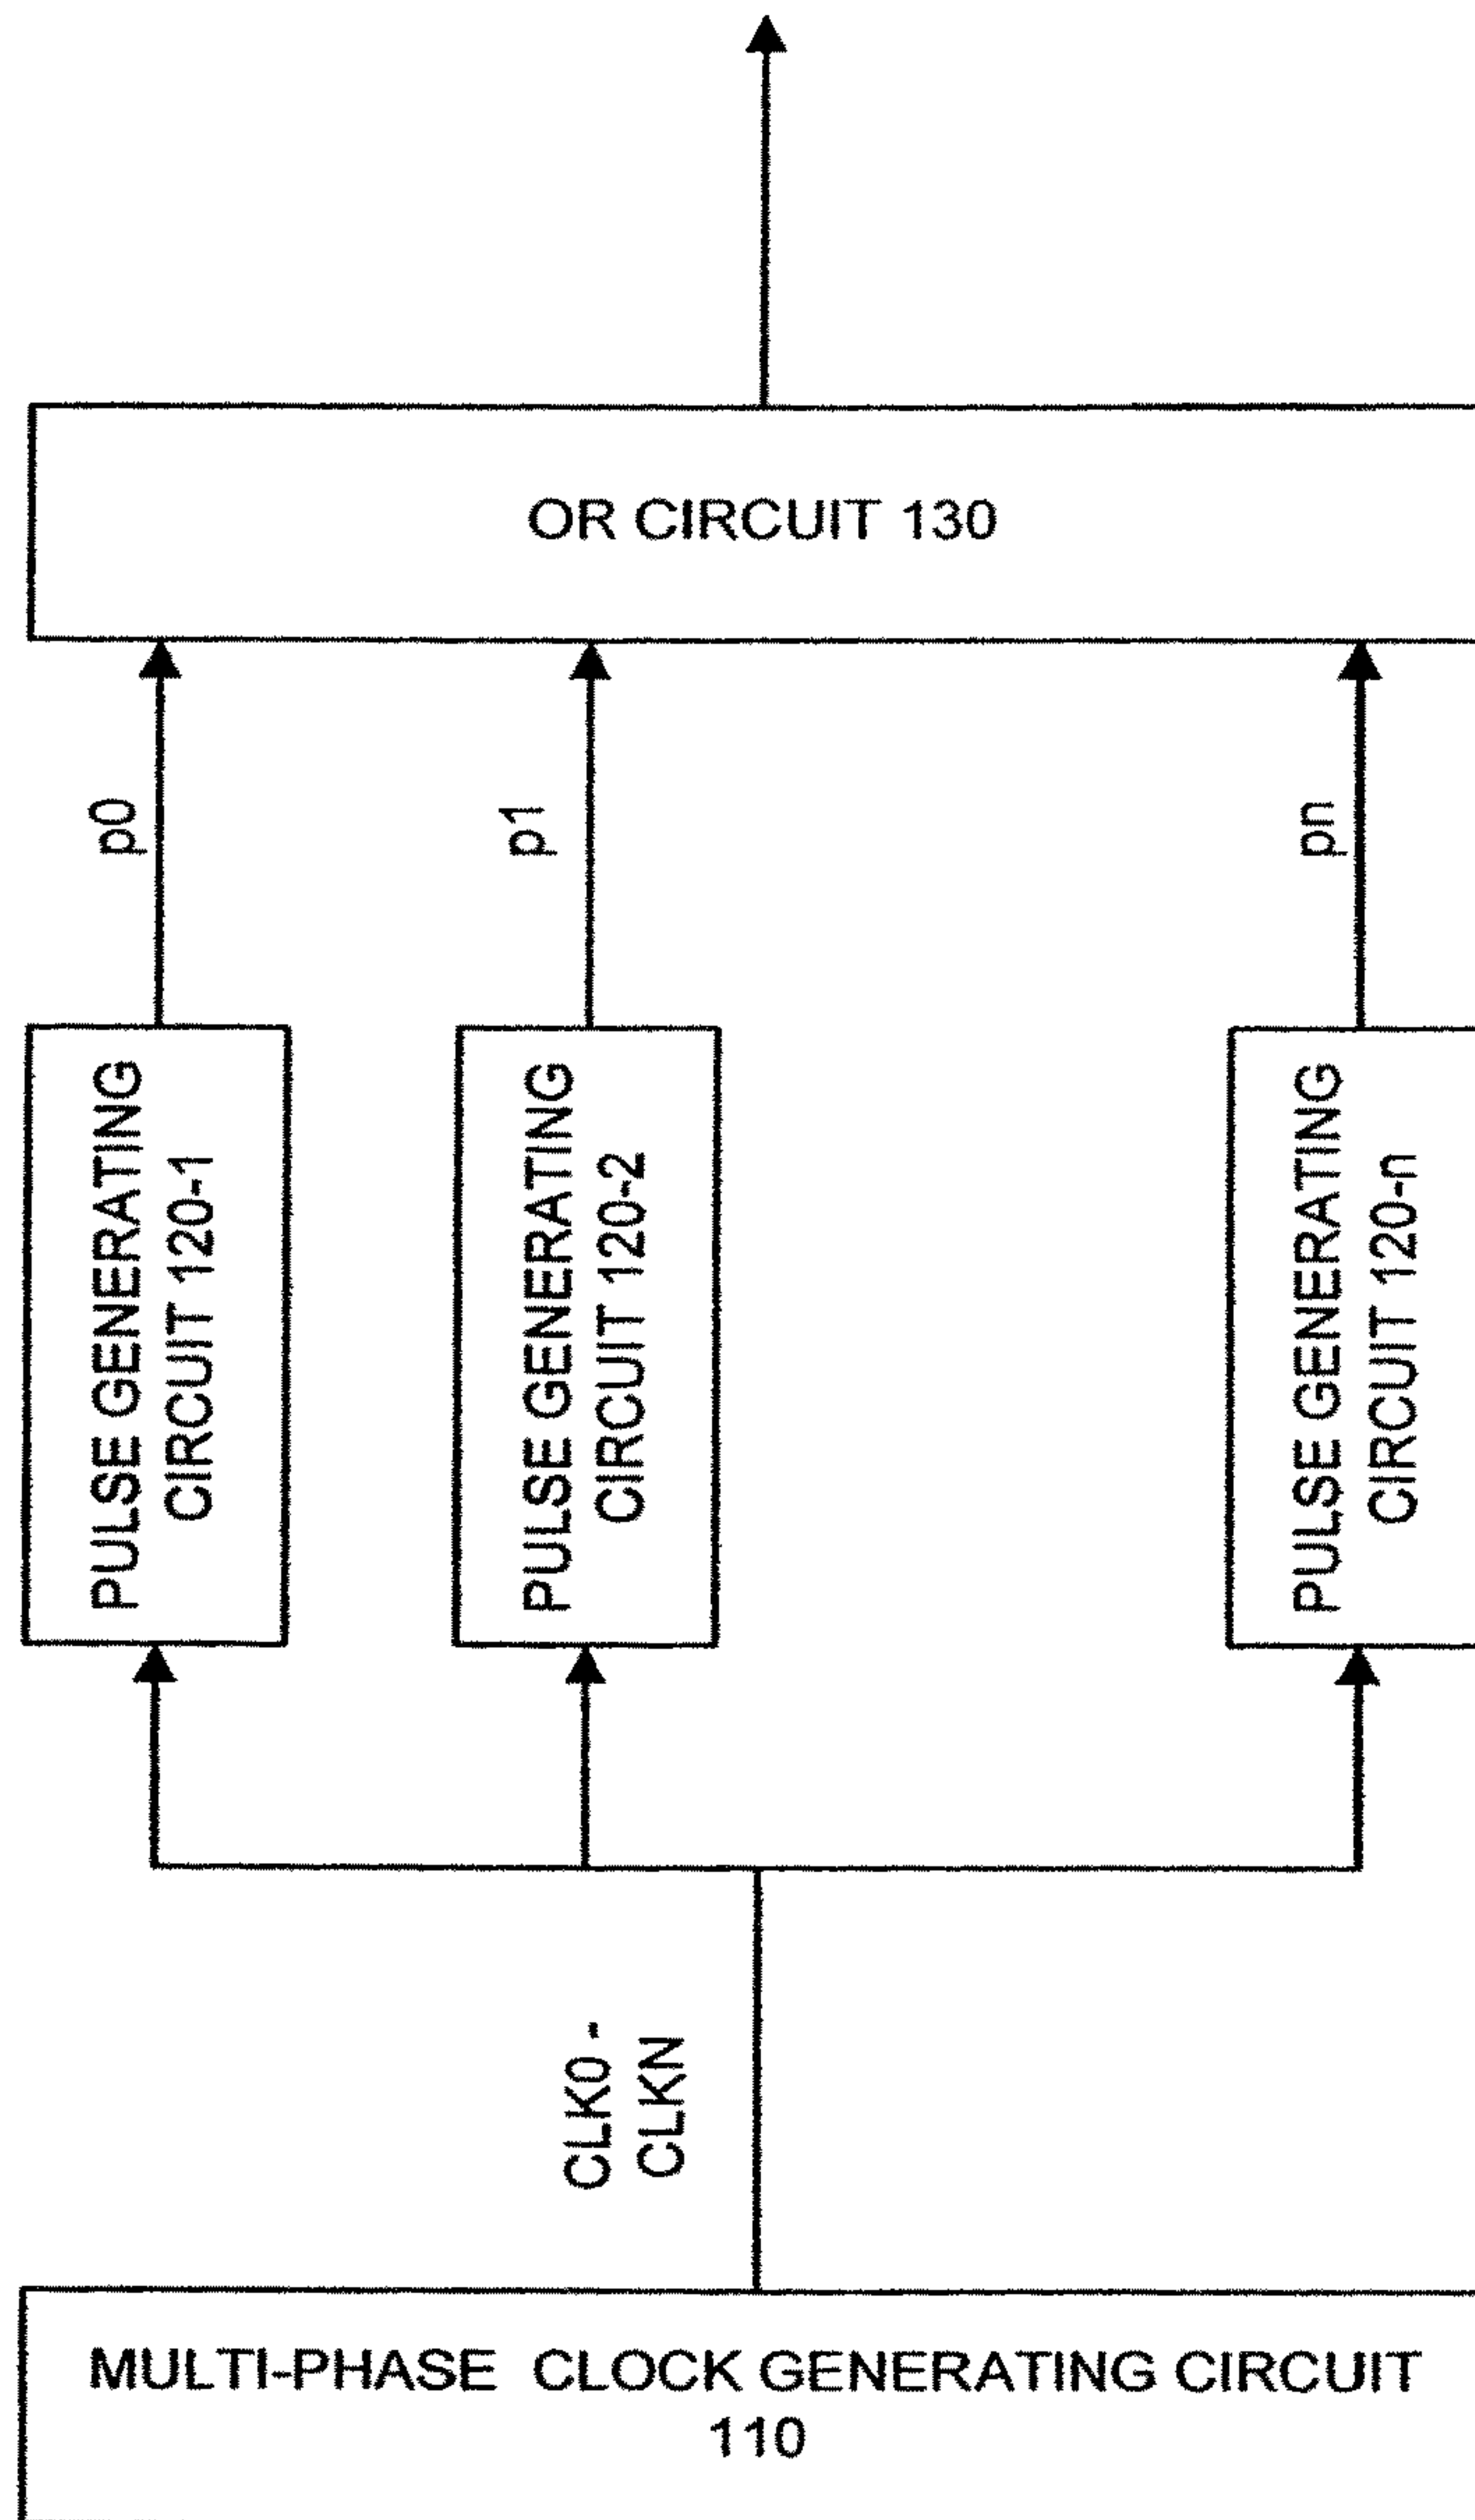 OR CIRCUIT 130
p0
p1
pn
PULSE GENERATING
CIRCUIT 120-1
PULSE GENERATING
CIRCUIT 120-2
PULSE GENERATING
CIRCUIT 120-n
CLK0 -
CLKN
MULTI-PHASE CLOCK GENERATING CIRCUIT
110